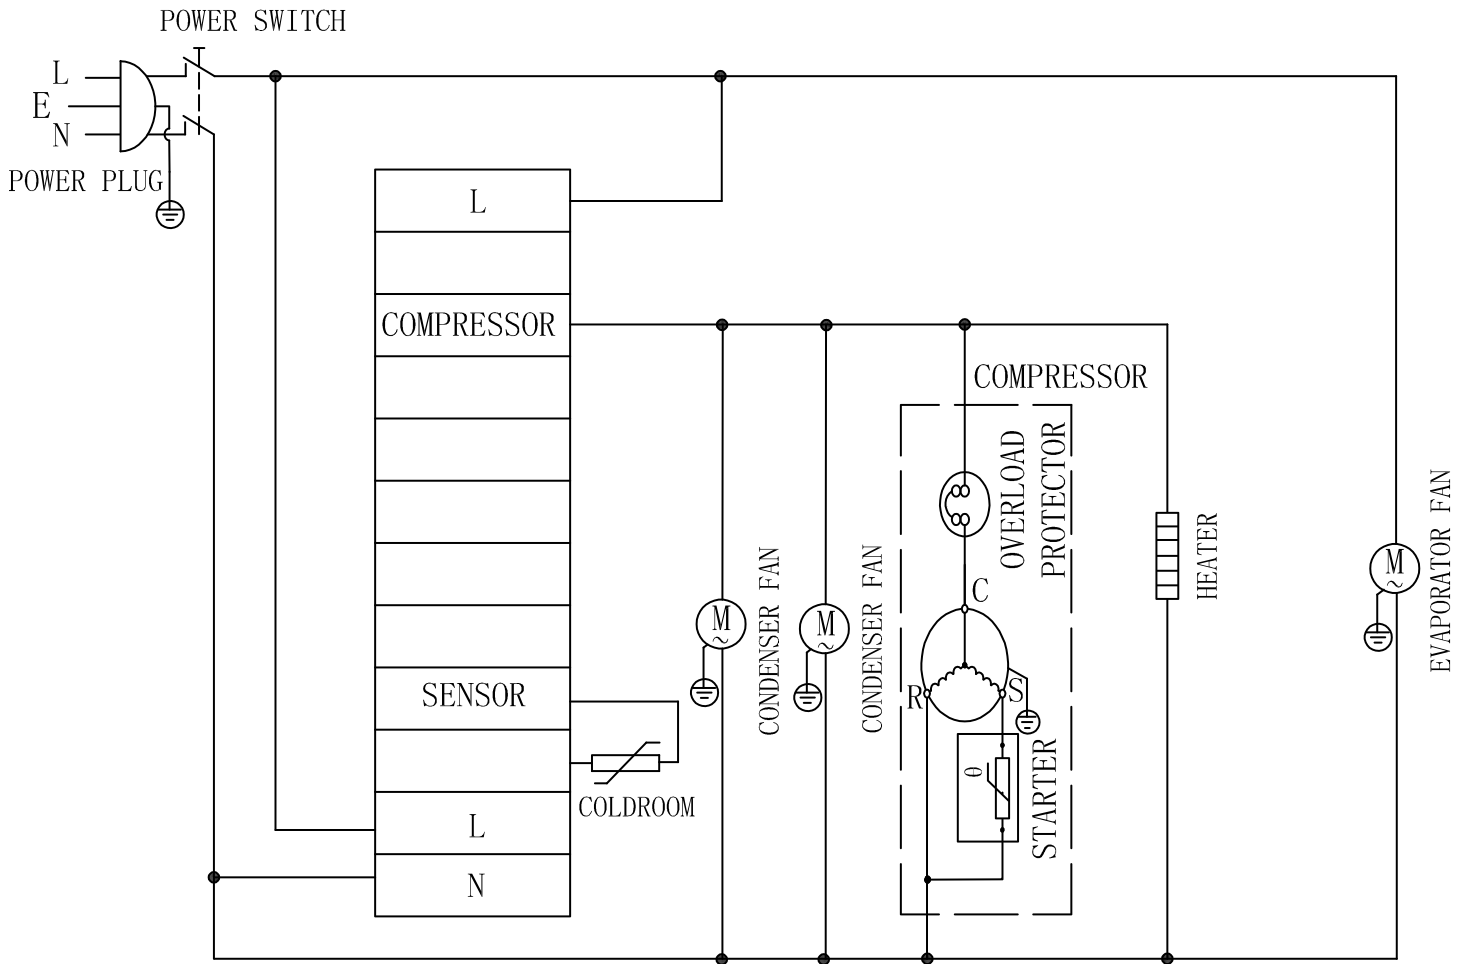 POWER SWITCH
L
E
N
POWER PLUG
L
COMPRESSOR
COMPRESSOR
OVERLOAD
PROTECTOR
C
R
S
θ
STARTER
M
~
CONDENSER FAN
M
~
CONDENSER FAN
HEATER
M
~
EVAPORATOR FAN
SENSOR
COLDROOM
L
N